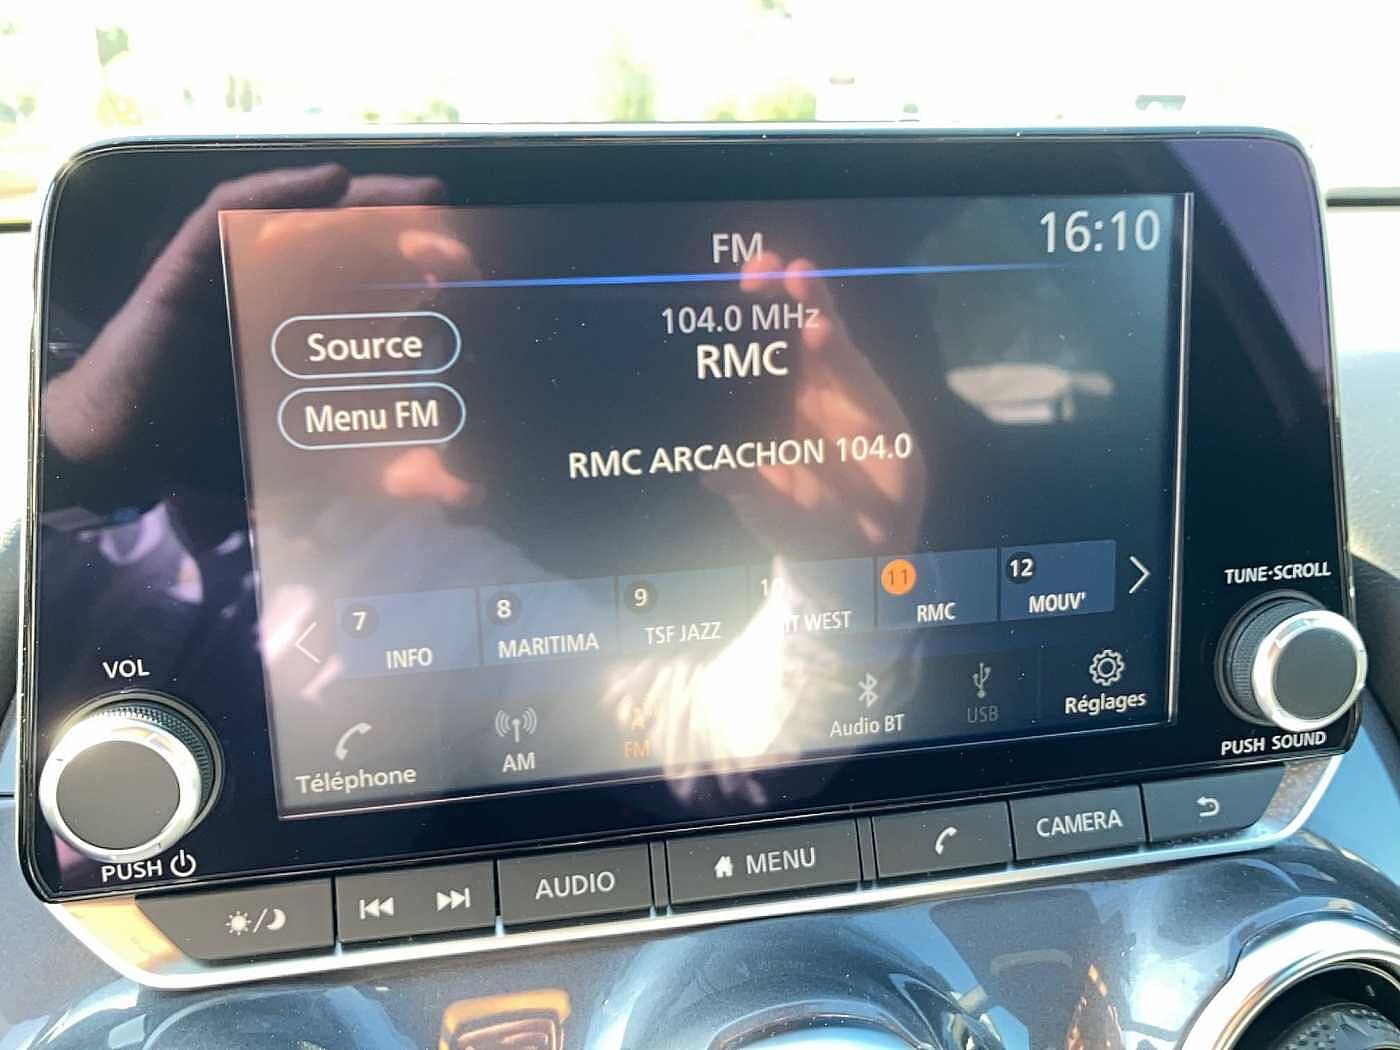 FM
16:10
104.0 MHz
RMC
Source
Menu FM
RMC ARCACHON 104.0
7
INFO
8
MARITIMA
9
TSF JAZZ
WEST
11
RMC
12
MOUV'
Téléphone
AM
FM
Audio BT
USB
Réglages
VOL
PUSH
TUNE·SCROLL
PUSH SOUND
AUDIO
MENU
CAMERA